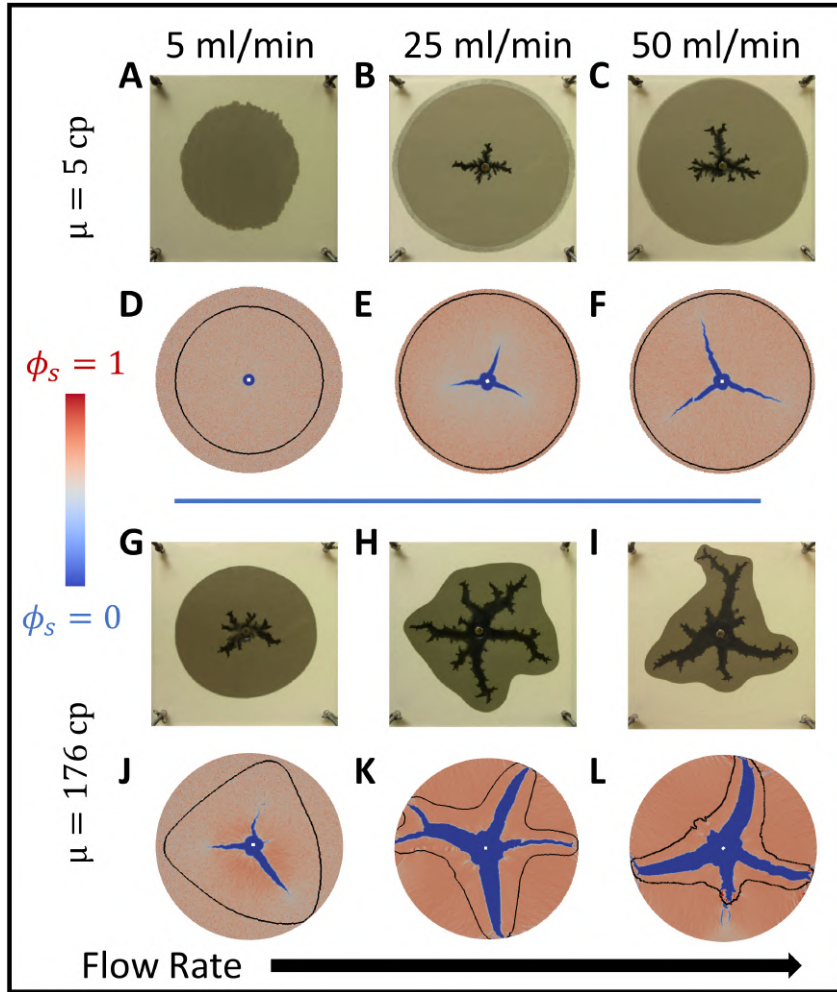 5 ml/min 25 ml/min 50 ml/min
A B C
μ = 5 cp
D E F
ϕₛ = 1
G H I
ϕₛ = 0
μ = 176 cp
J K L
Flow Rate